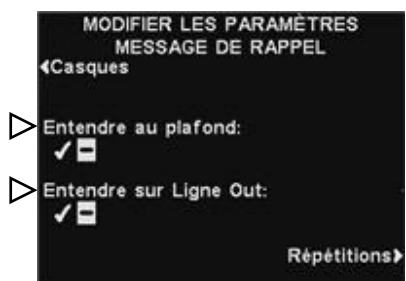 MODIFIER LES PARAMÈTRES
MESSAGE DE RAPPEL
Casques
Entendre au plafond:
Entendre sur Ligne Out:
Répétitions